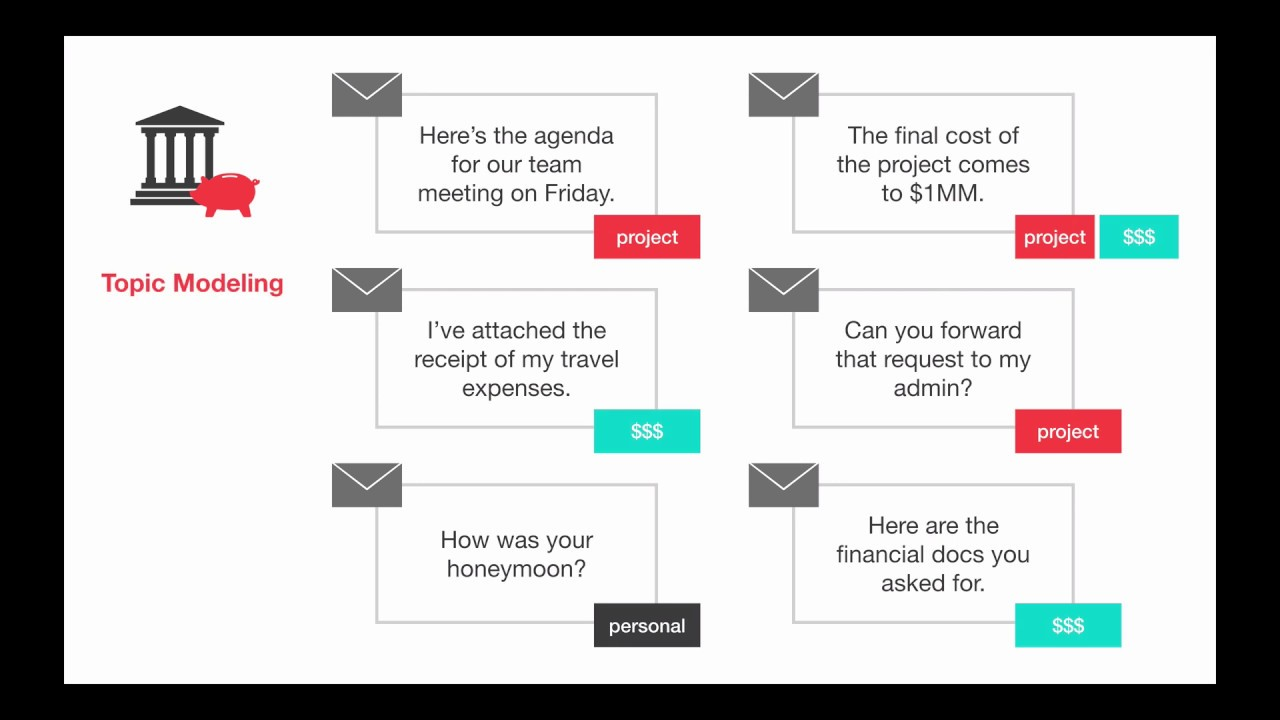 Topic Modeling
Here's the agenda
for our team
meeting on Friday.
project
The final cost of
the project comes
to $1MM.
project
$$$
I've attached the
receipt of my travel
expenses.
$$$
Can you forward
that request to my
admin?
project
How was your
honeymoon?
personal
Here are the
financial docs you
asked for.
$$$